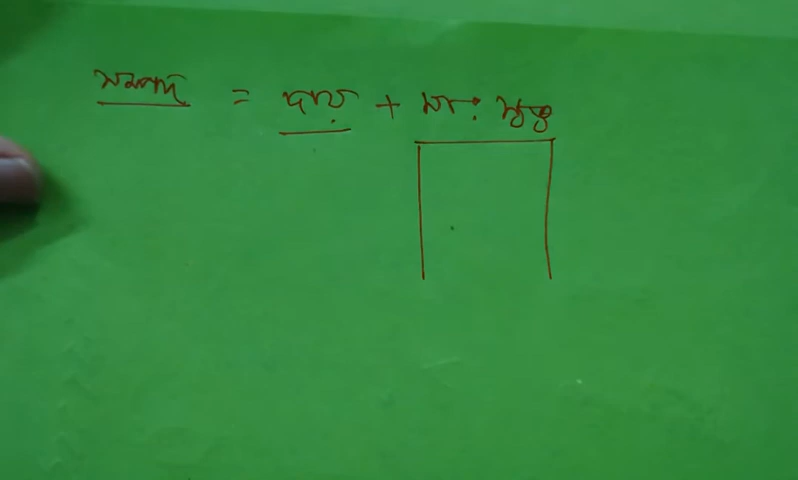 সম্পদ = দায় + মাঃ স্বত্ব